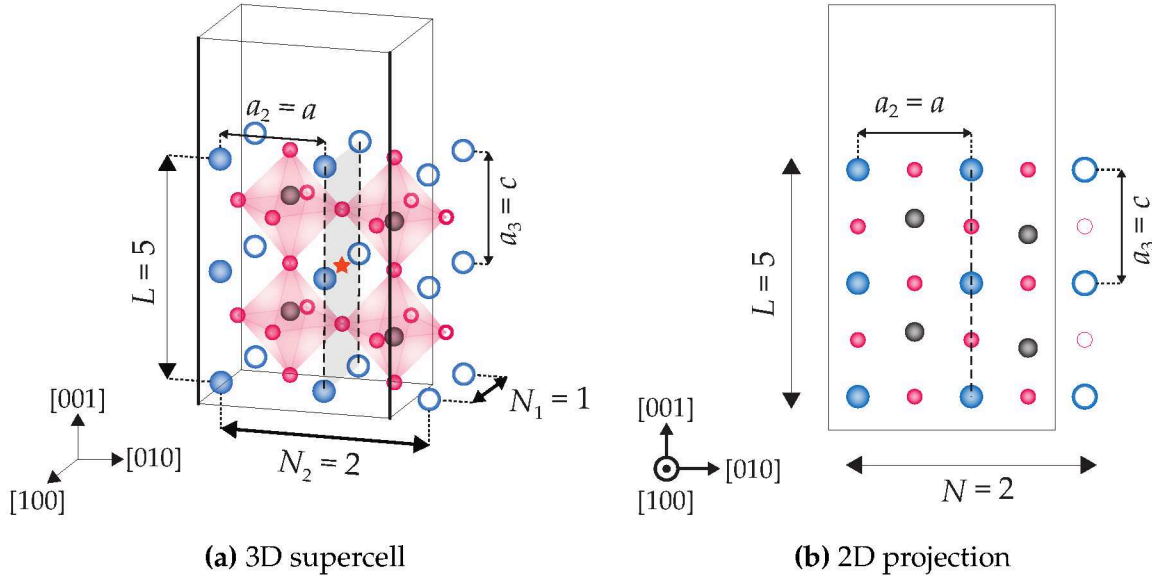 a₂ = a
L = 5
a₃ = c
N₁ = 1
N₂ = 2
[001]
[010]
[100]
(a) 3D supercell
a₂ = a
L = 5
a₃ = c
[001]
[010]
[100]
N = 2
(b) 2D projection